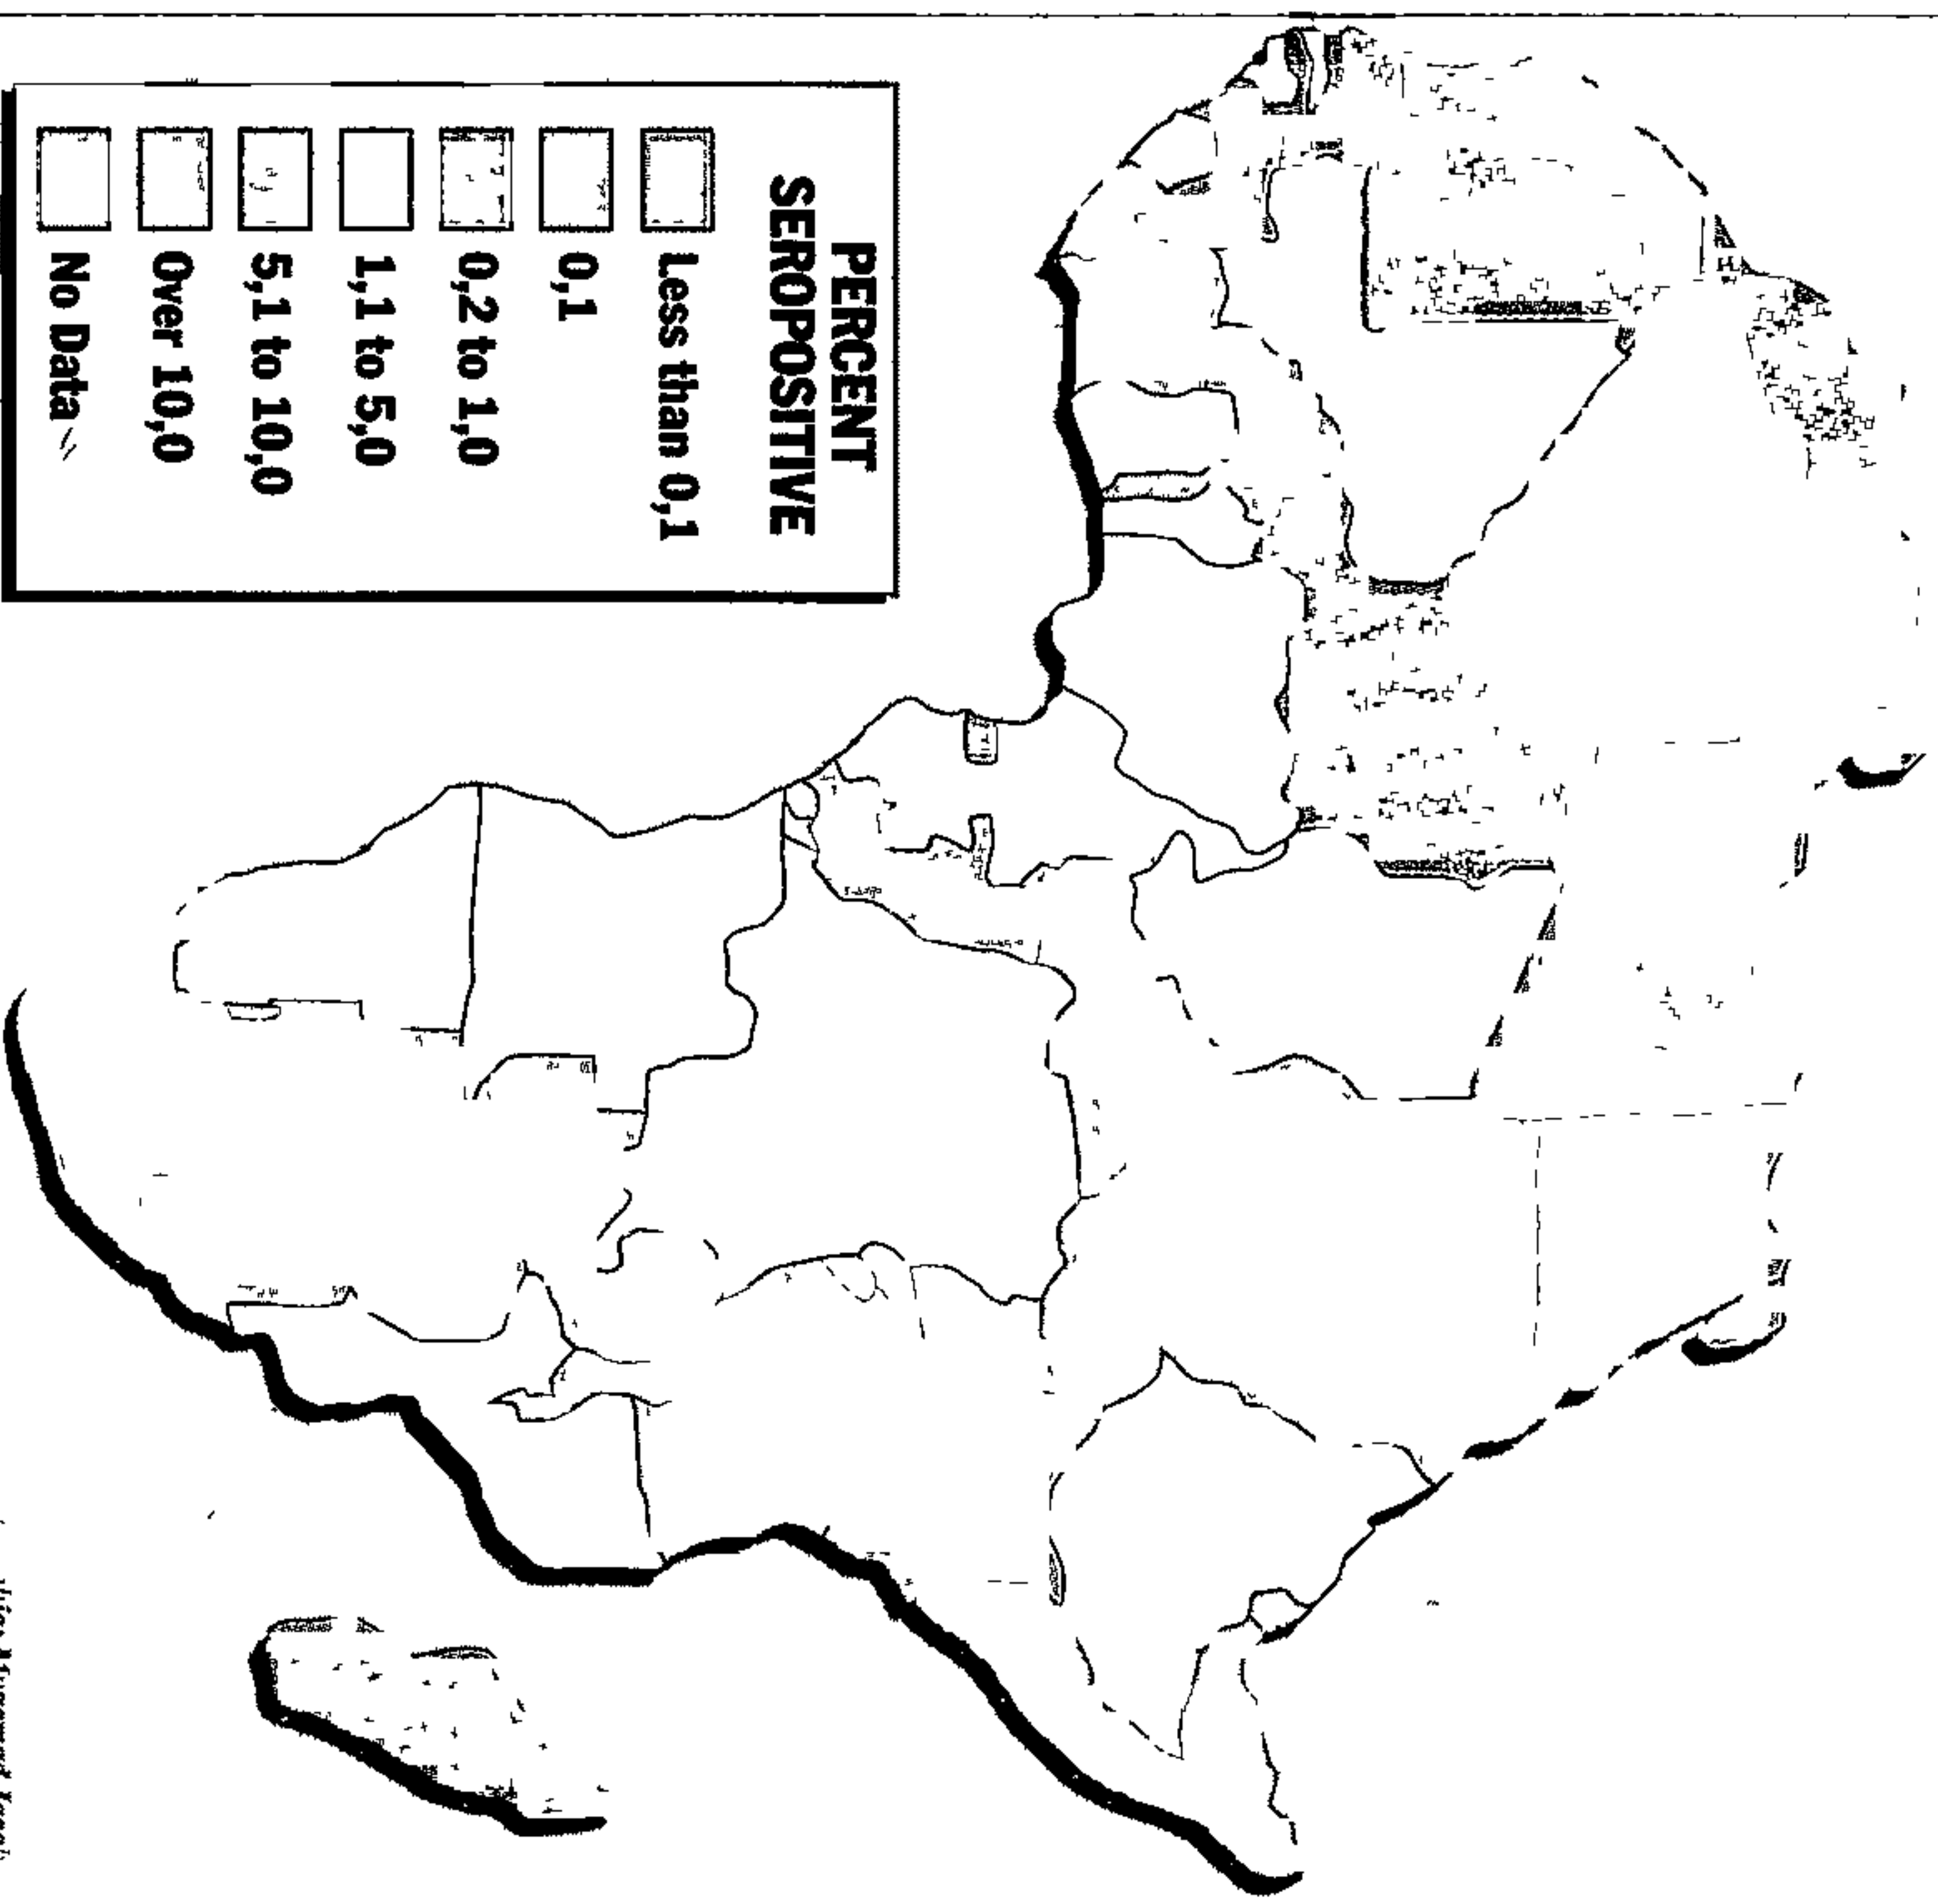 PERCENT
SEROPOSITIVE
Less than 0,1
0,1
0,2 to 1,0
1,1 to 5,0
5,1 to 10,0
Over 10,0
No Data